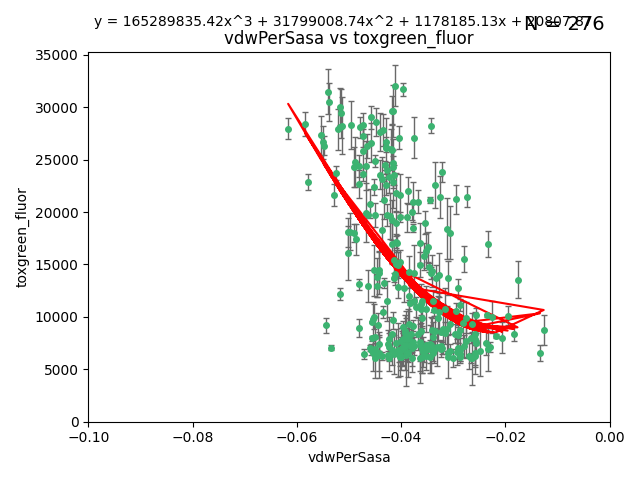 y = 165289835.42x^3 + 31799008.74x^2 + 1178185.13x +
N = 276
vdwPerSasa vs toxgreen_fluor
35000
30000
25000
20000
15000
10000
5000
0
toxgreen_fluor
−0.10 −0.08 −0.06 −0.04 −0.02 0.00
vdwPerSasa